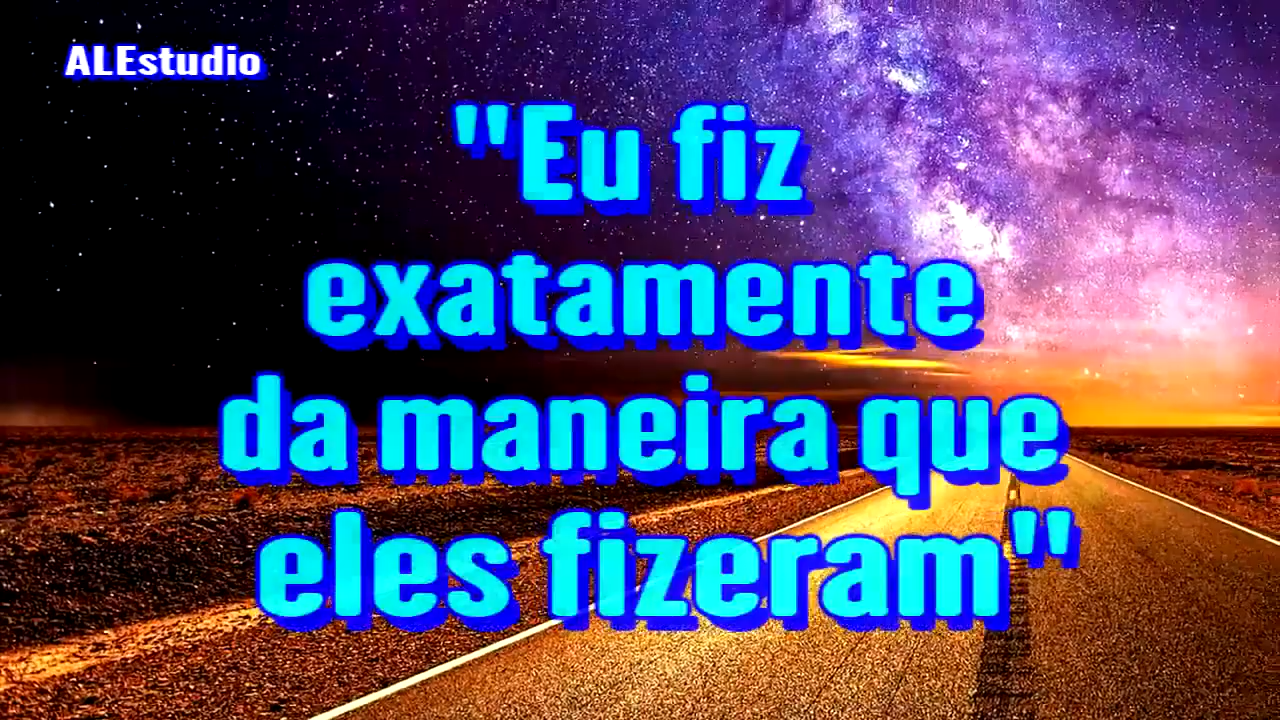 ALEstudio
"Eu fiz
exatamente
da maneira que
eles fizeram"